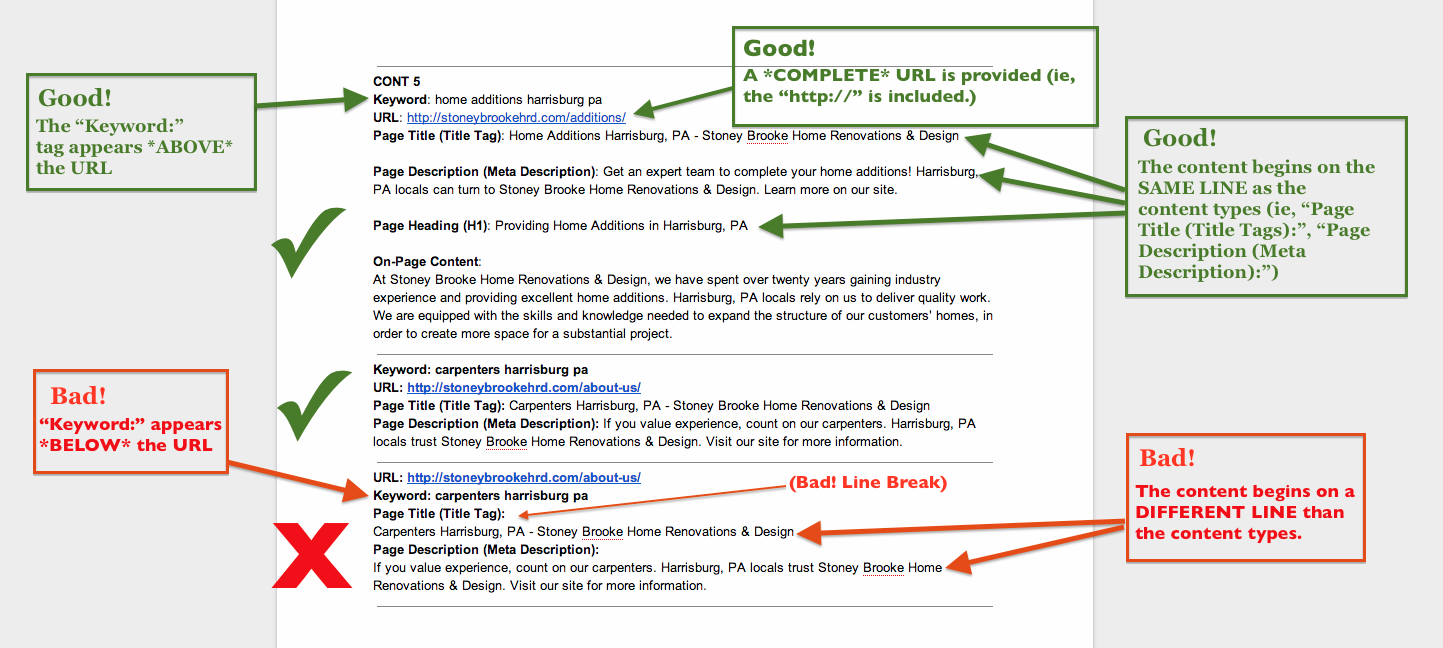 Good!
The “Keyword:”
tag appears *ABOVE*
the URL
Good!
A *COMPLETE* URL is provided (ie,
the “http://” is included.)
Good!
The content begins on the
SAME LINE as the
content types (ie, “Page
Title (Title Tags):”, “Page
Description (Meta
Description):”)
CONT 5
Keyword: home additions harrisburg pa
URL: http://stoneybrookehrd.com/additions/
Page Title (Title Tag): Home Additions Harrisburg, PA - Stoney Brooke Home Renovations & Design
Page Description (Meta Description): Get an expert team to complete your home additions! Harrisburg,
PA locals can turn to Stoney Brooke Home Renovations & Design. Learn more on our site.
Page Heading (H1): Providing Home Additions in Harrisburg, PA
On-Page Content:
At Stoney Brooke Home Renovations & Design, we have spent over twenty years gaining industry
experience and providing excellent home additions. Harrisburg, PA locals rely on us to deliver quality work.
We are equipped with the skills and knowledge needed to expand the structure of our customers’ homes, in
order to create more space for a substantial project.
Keyword: carpenters harrisburg pa
URL: http://stoneybrookehrd.com/about-us/
Page Title (Title Tag): Carpenters Harrisburg, PA - Stoney Brooke Home Renovations & Design
Page Description (Meta Description): If you value experience, count on our carpenters. Harrisburg, PA
locals trust Stoney Brooke Home Renovations & Design. Visit our site for more information.
Bad!
“Keyword:” appears
*BELOW* the URL
URL: http://stoneybrookehrd.com/about-us/
Keyword: carpenters harrisburg pa
Page Title (Title Tag):
(Bad! Line Break)
Carpenters Harrisburg, PA - Stoney Brooke Home Renovations & Design
Page Description (Meta Description):
If you value experience, count on our carpenters. Harrisburg, PA locals trust Stoney Brooke Home
Renovations & Design. Visit our site for more information.
Bad!
The content begins on a
DIFFERENT LINE than
the content types.